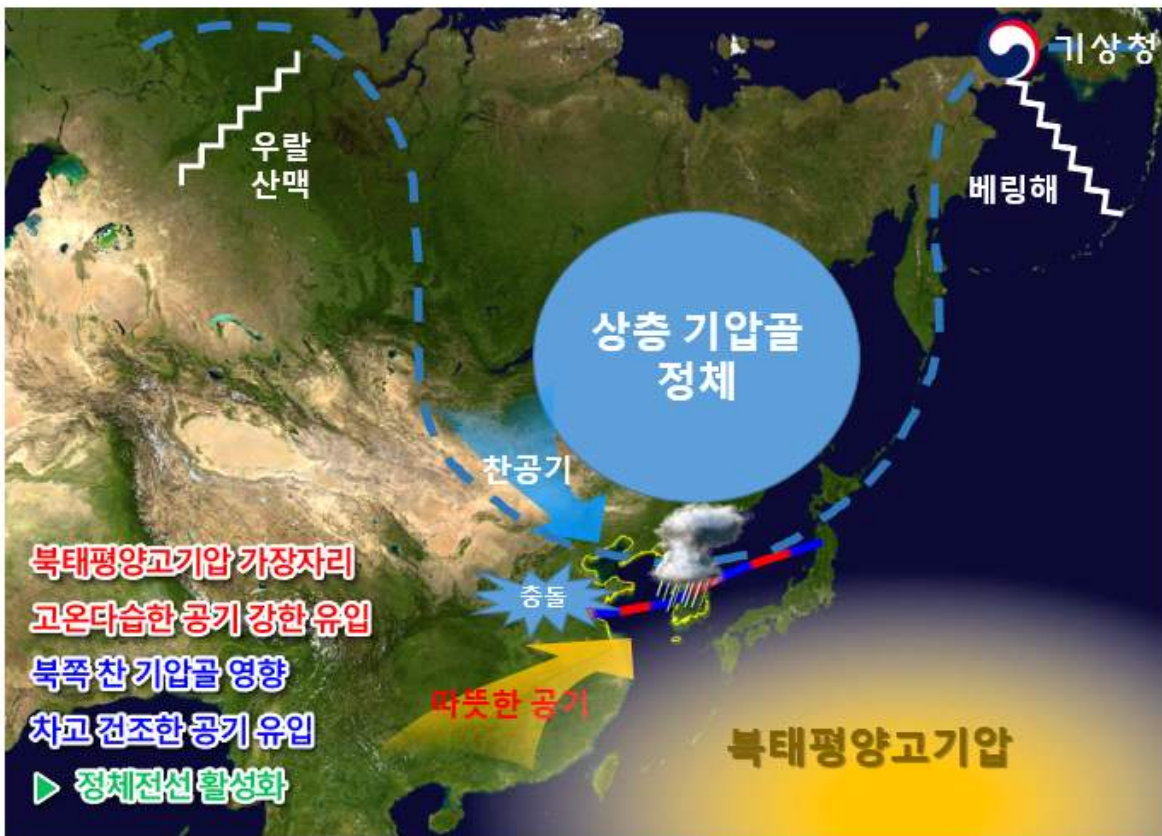 기상청
우랄
산맥
베링해
상층 기압골
정체
찬공기
충돌
북태평양고기압 가장자리
고온다습한 공기 강한 유입
북쪽 찬 기압골 영향
차고 건조한 공기 유입
▶ 정체전선 활성화
따뜻한 공기
북태평양고기압